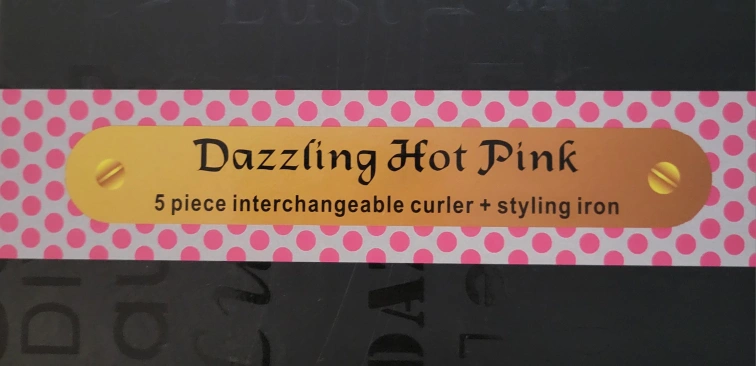 Dazzling Hot Pink
5 piece interchangeable curler + styling iron